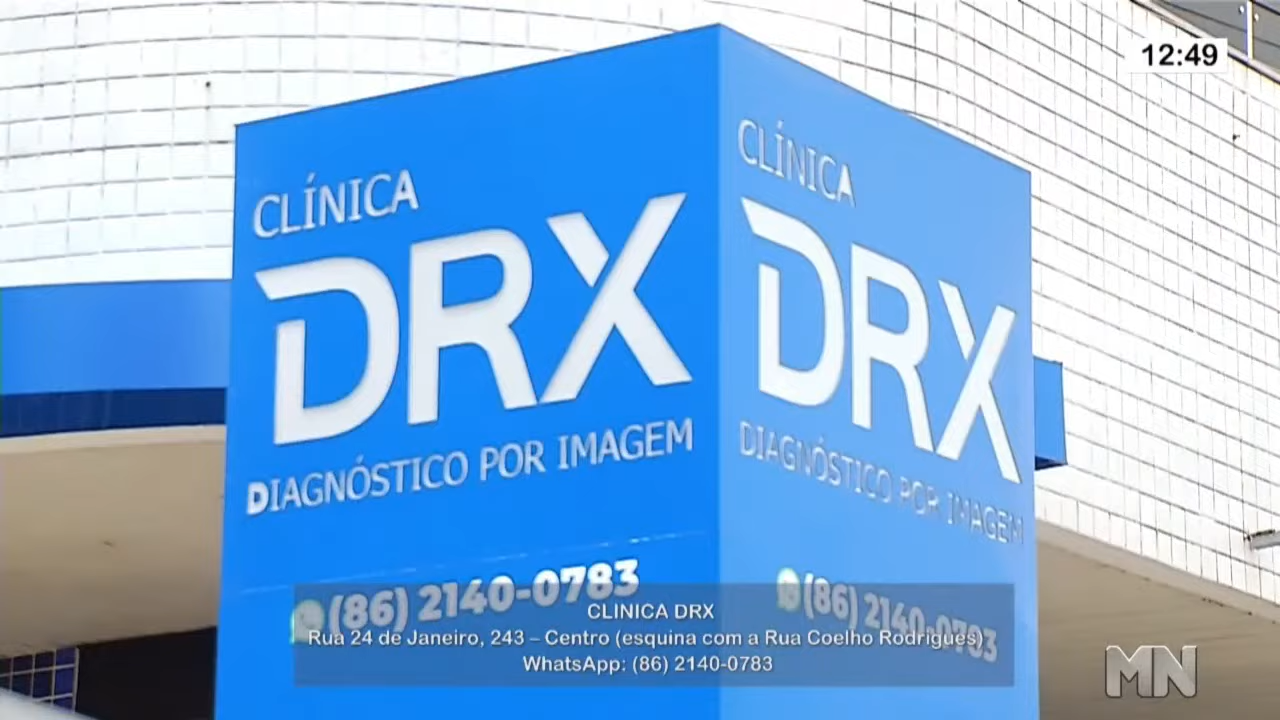 12:49
CLÍNICA
DRX
DIAGNÓSTICO POR IMAGEM
(86) 2140-0783
CLÍNICA
DRX
DIAGNÓSTICO POR IMAGEM
(86) 2140-0783
CLINICA DRX
Rua 24 de Janeiro, 243 – Centro (esquina com a Rua Coelho Rodrigues)
WhatsApp: (86) 2140-0783
MN